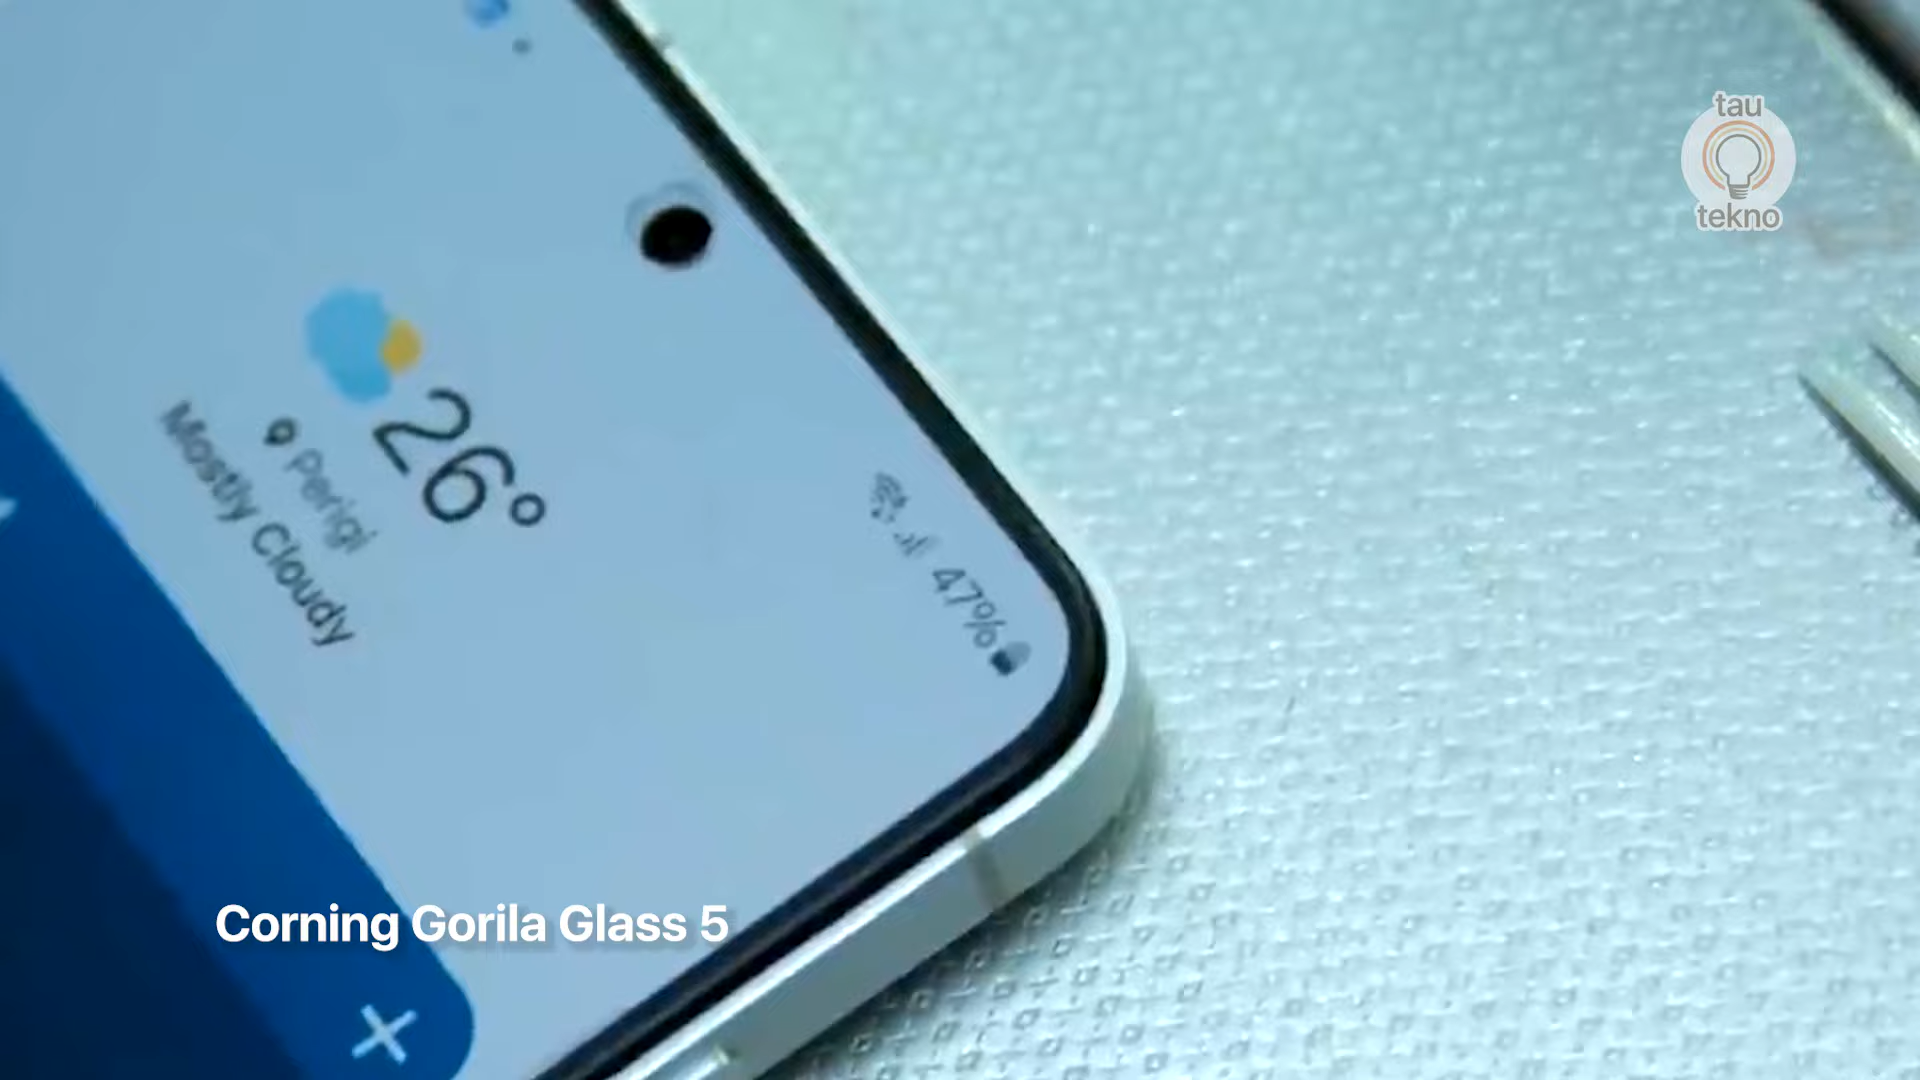 tau
tekno
26°
Perigi
Mostly Cloudy
47%
Corning Gorila Glass 5